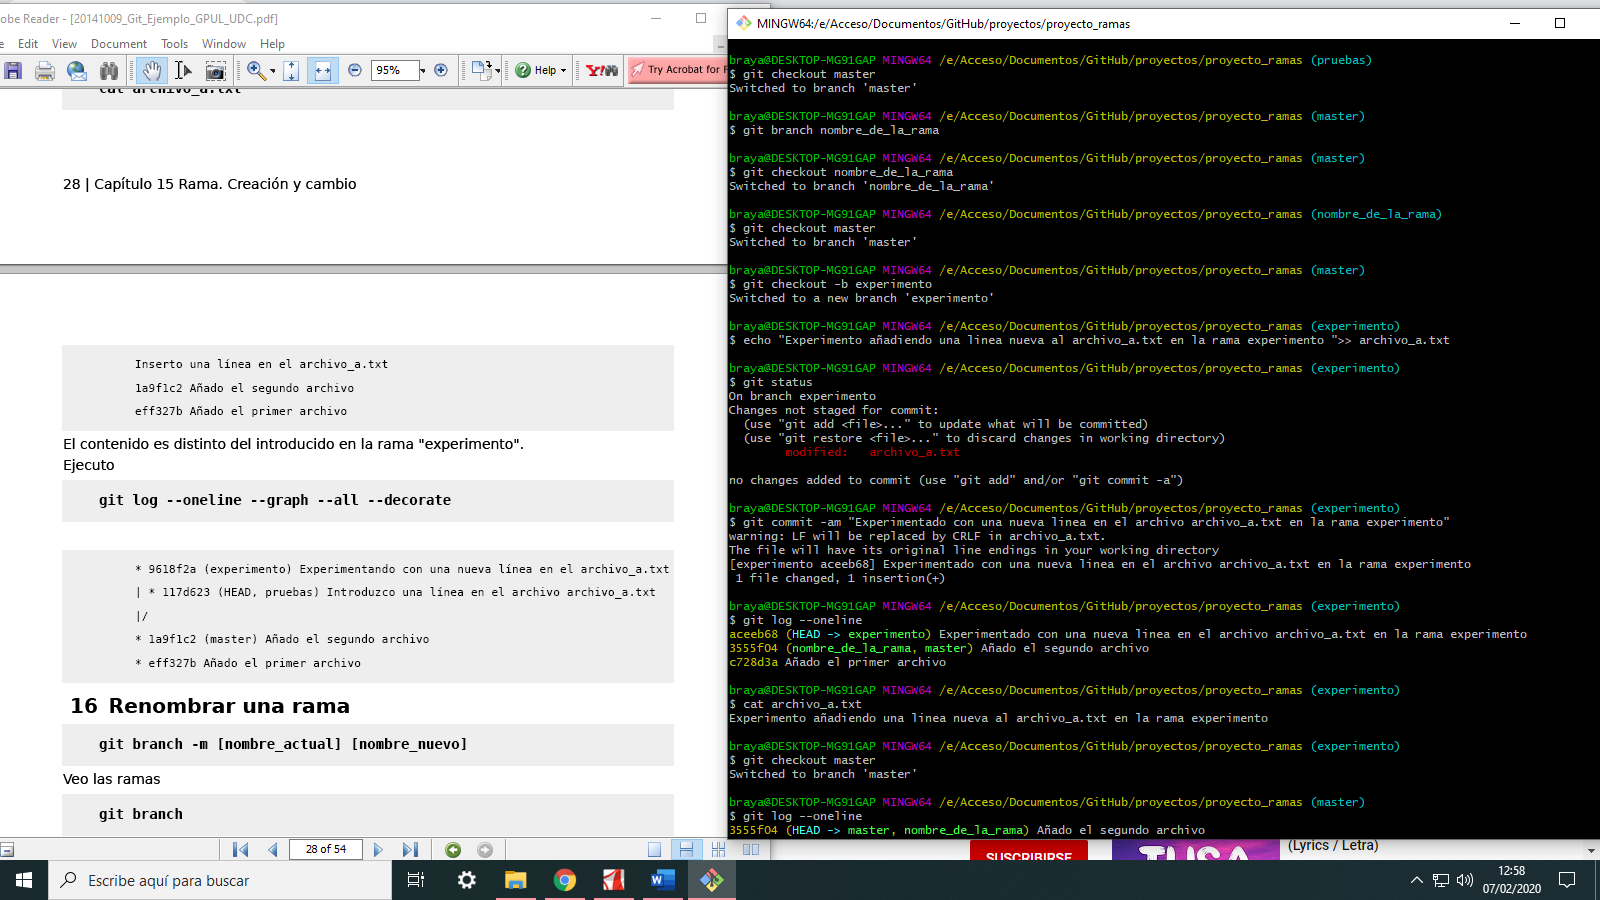 obe Reader - [20141009_Git_Ejemplo_GPUL_UDC.pdf]
e Edit View Document Tools Window Help
95% Help Y! Try Acrobat for F
cat archivo_a.txt
28 | Capítulo 15 Rama. Creación y cambio
Inserto una línea en el archivo_a.txt
1a9f1c2 Añado el segundo archivo
eff327b Añado el primer archivo
El contenido es distinto del introducido en la rama "experimento".
Ejecuto
git log --oneline --graph --all --decorate
* 9618f2a (experimento) Experimentando con una nueva línea en el archivo_a.txt
| * 117d623 (HEAD, pruebas) Introduzco una línea en el archivo archivo_a.txt
|/
* 1a9f1c2 (master) Añado el segundo archivo
* eff327b Añado el primer archivo
16 Renombrar una rama
git branch -m [nombre_actual] [nombre_nuevo]
Veo las ramas
git branch
28 of 54
MINGW64:/e/Acceso/Documentos/GitHub/proyectos/proyecto_ramas
braya@DESKTOP-MG91GAP MINGW64 /e/Acceso/Documentos/GitHub/proyectos/proyecto_ramas (pruebas)
$ git checkout master
Switched to branch 'master'
braya@DESKTOP-MG91GAP MINGW64 /e/Acceso/Documentos/GitHub/proyectos/proyecto_ramas (master)
$ git branch nombre_de_la_rama
braya@DESKTOP-MG91GAP MINGW64 /e/Acceso/Documentos/GitHub/proyectos/proyecto_ramas (master)
$ git checkout nombre_de_la_rama
Switched to branch 'nombre_de_la_rama'
braya@DESKTOP-MG91GAP MINGW64 /e/Acceso/Documentos/GitHub/proyectos/proyecto_ramas (nombre_de_la_rama)
$ git checkout master
Switched to branch 'master'
braya@DESKTOP-MG91GAP MINGW64 /e/Acceso/Documentos/GitHub/proyectos/proyecto_ramas (master)
$ git checkout -b experimento
Switched to a new branch 'experimento'
braya@DESKTOP-MG91GAP MINGW64 /e/Acceso/Documentos/GitHub/proyectos/proyecto_ramas (experimento)
$ echo "Experimento añadiendo una linea nueva al archivo_a.txt en la rama experimento ">> archivo_a.txt
braya@DESKTOP-MG91GAP MINGW64 /e/Acceso/Documentos/GitHub/proyectos/proyecto_ramas (experimento)
$ git status
On branch experimento
Changes not staged for commit:
(use "git add <file>..." to update what will be committed)
(use "git restore <file>..." to discard changes in working directory)
modified: archivo_a.txt
no changes added to commit (use "git add" and/or "git commit -a")
braya@DESKTOP-MG91GAP MINGW64 /e/Acceso/Documentos/GitHub/proyectos/proyecto_ramas (experimento)
$ git commit -am "Experimentado con una nueva linea en el archivo archivo_a.txt en la rama experimento"
warning: LF will be replaced by CRLF in archivo_a.txt.
The file will have its original line endings in your working directory
[experimento aceeb68] Experimentado con una nueva linea en el archivo archivo_a.txt en la rama experimento
1 file changed, 1 insertion(+)
braya@DESKTOP-MG91GAP MINGW64 /e/Acceso/Documentos/GitHub/proyectos/proyecto_ramas (experimento)
$ git log --oneline
aceeb68 (HEAD -> experimento) Experimentado con una nueva linea en el archivo archivo_a.txt en la rama experimento
3555f04 (nombre_de_la_rama, master) Añado el segundo archivo
c728d3a Añado el primer archivo
braya@DESKTOP-MG91GAP MINGW64 /e/Acceso/Documentos/GitHub/proyectos/proyecto_ramas (experimento)
$ cat archivo_a.txt
Experimento añadiendo una linea nueva al archivo_a.txt en la rama experimento
braya@DESKTOP-MG91GAP MINGW64 /e/Acceso/Documentos/GitHub/proyectos/proyecto_ramas (experimento)
$ git checkout master
Switched to branch 'master'
braya@DESKTOP-MG91GAP MINGW64 /e/Acceso/Documentos/GitHub/proyectos/proyecto_ramas (master)
$ git log --oneline
3555f04 (HEAD -> master, nombre_de_la_rama) Añado el segundo archivo
SUSCRIBIRSE TUSA (Lyrics / Letra)
Escribe aquí para buscar
12:58
07/02/2020